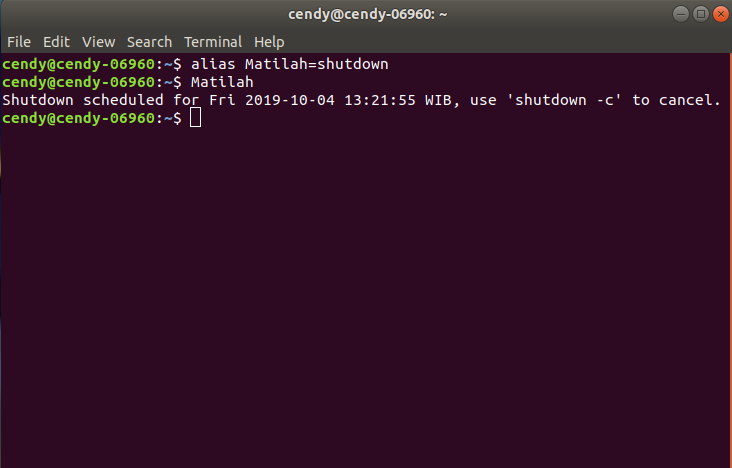 cendy@cendy-06960: ~
File Edit View Search Terminal Help
cendy@cendy-06960:~$ alias Matilah=shutdown
cendy@cendy-06960:~$ Matilah
Shutdown scheduled for Fri 2019-10-04 13:21:55 WIB, use 'shutdown -c' to cancel.
cendy@cendy-06960:~$